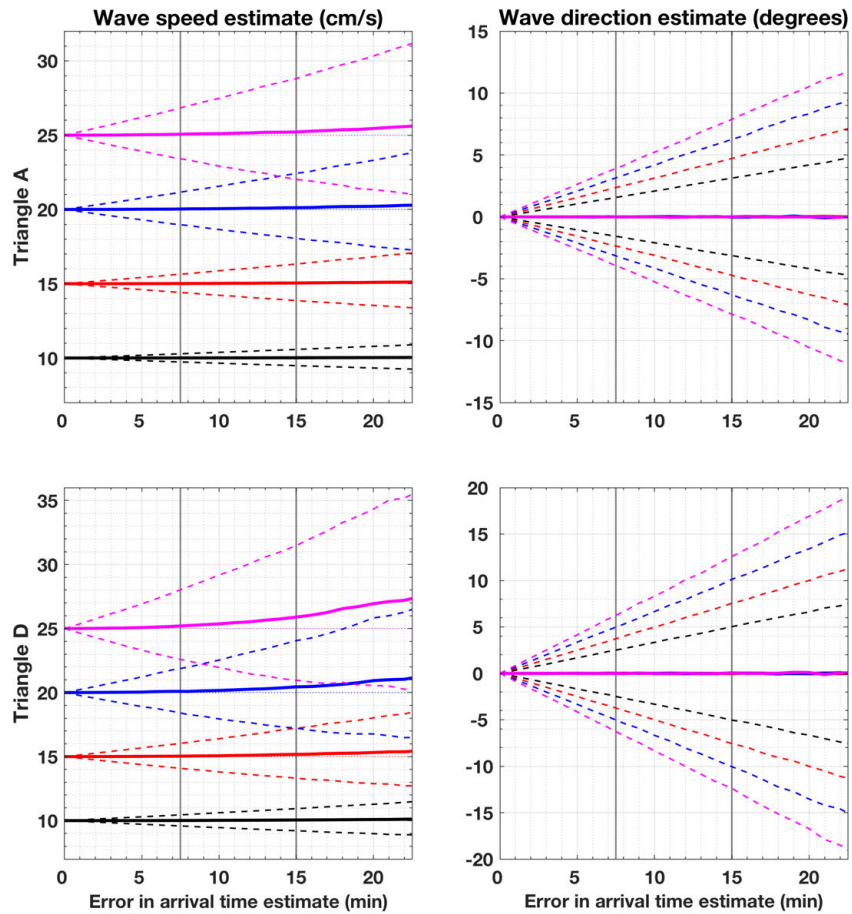 Wave speed estimate (cm/s)
Wave direction estimate (degrees)
Triangle A
30
25
20
15
10
0 5 10 15 20
15
10
5
0
-5
-10
-15
0 5 10 15 20
Triangle D
35
30
25
20
15
10
0 5 10 15 20
Error in arrival time estimate (min)
20
15
10
5
0
-5
-10
-15
-20
0 5 10 15 20
Error in arrival time estimate (min)